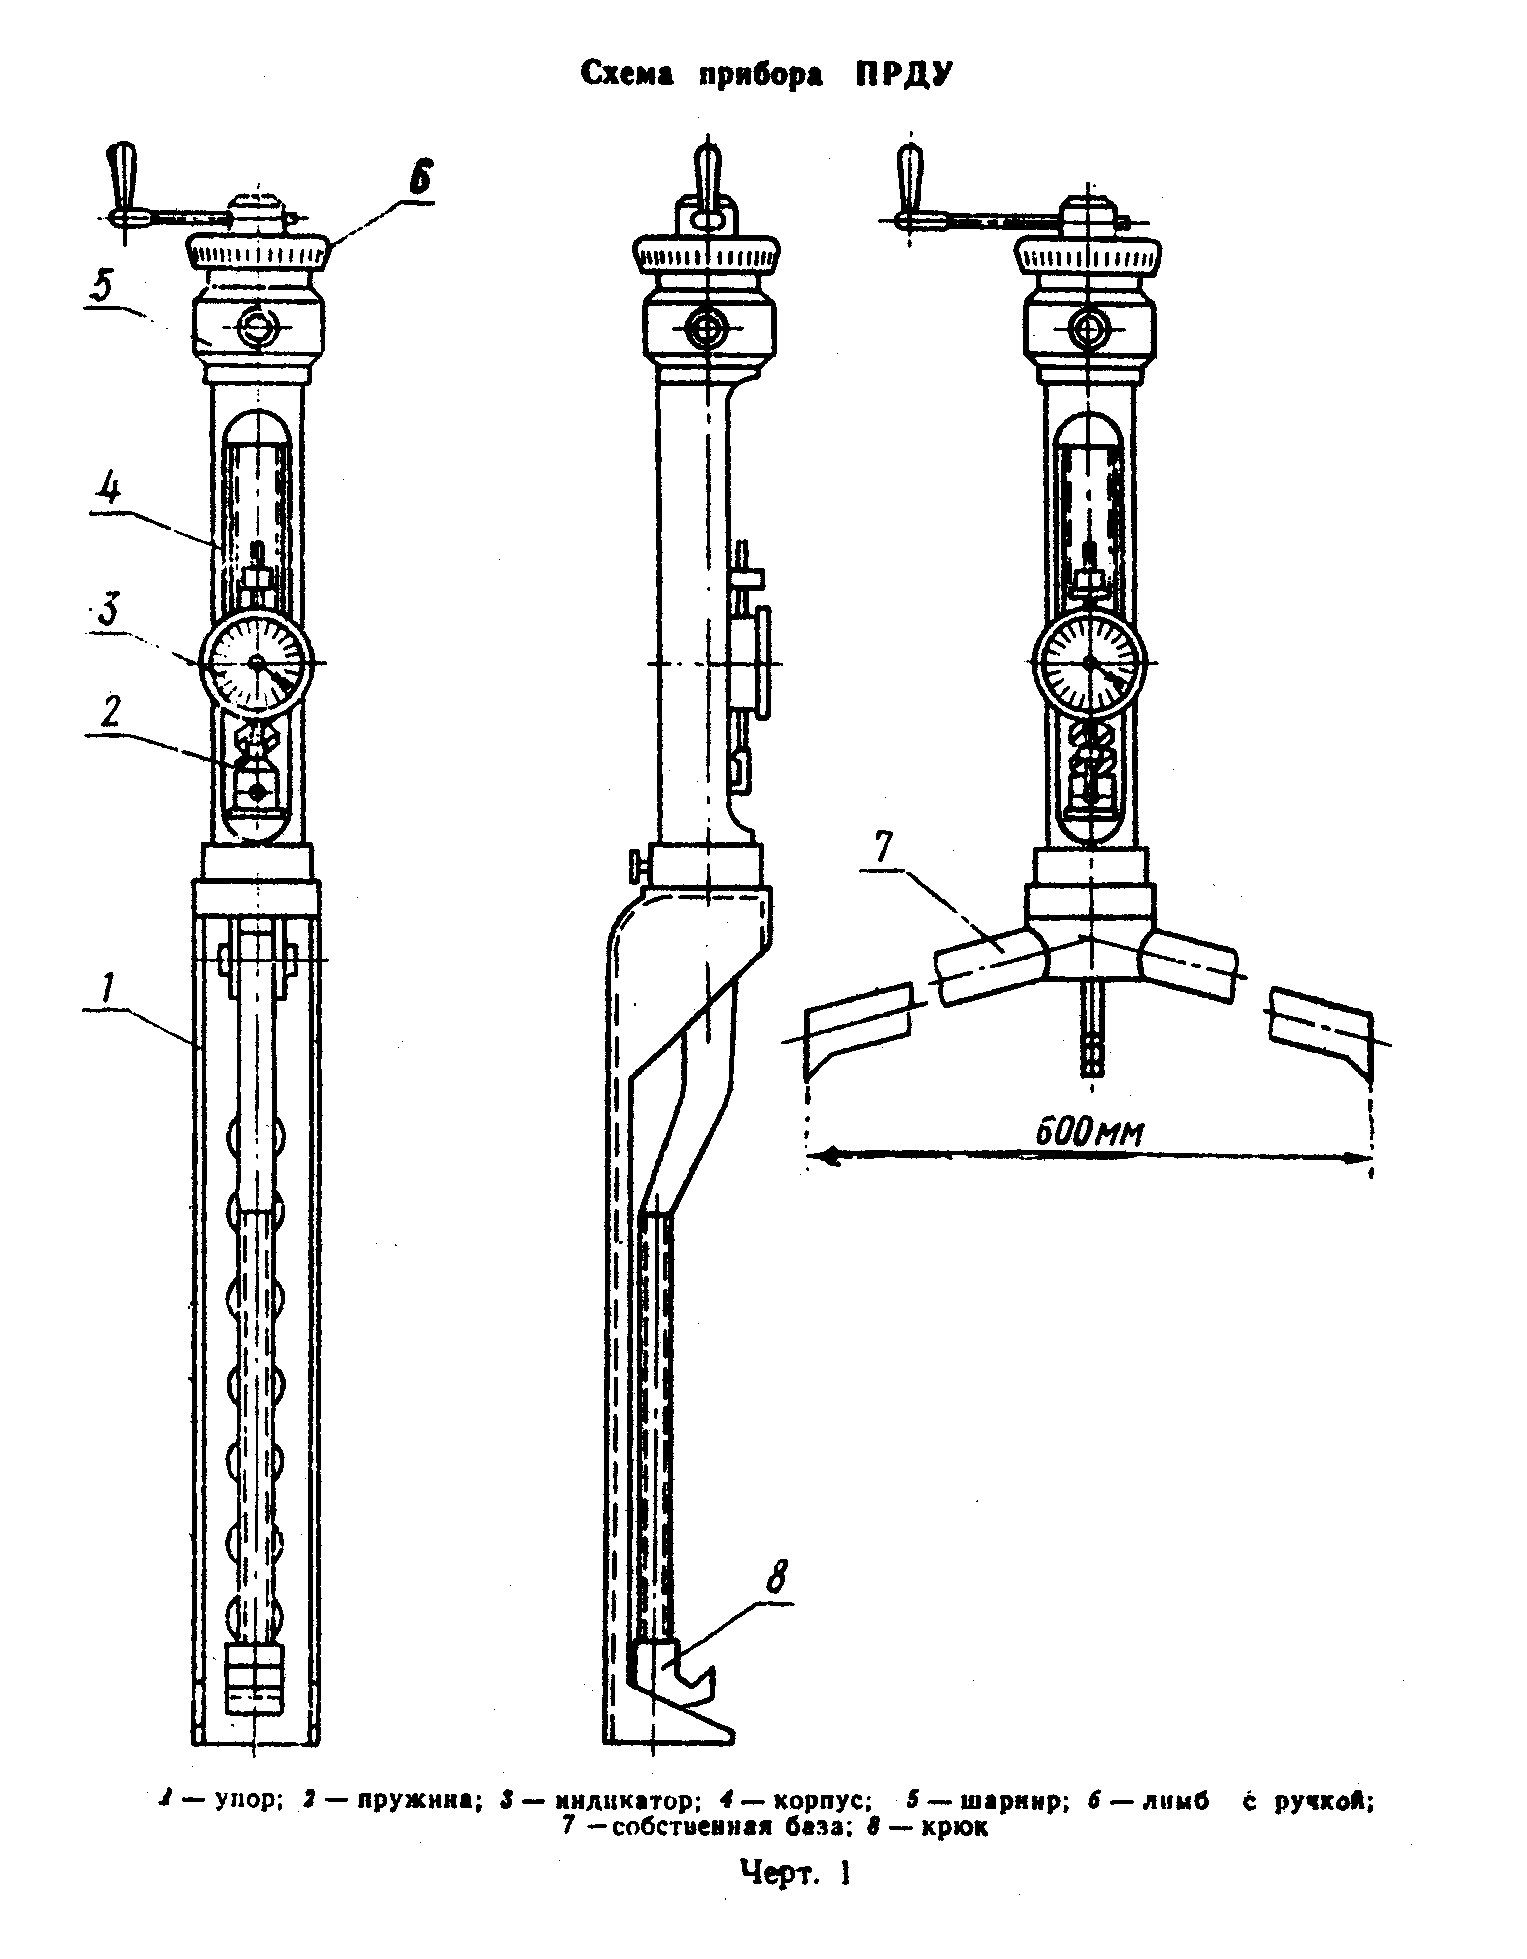 Схема прибора ПРДУ
6
5
4
3
2
7
1
600мм
8
1 — упор; 2 — пружина; 3 — индикатор; 4 — корпус; 5 — шарнир; 6 — лимб с ручкой;
7 — собственная база; 8 — крюк
Черт. 1